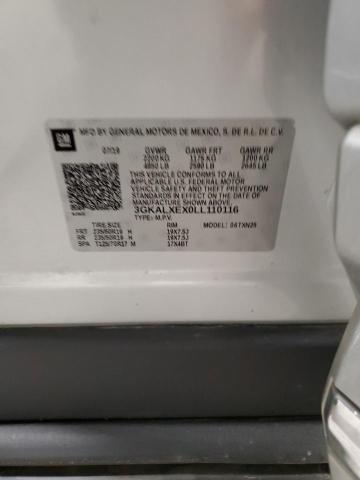 GM
MFD BY GENERAL MOTORS DE MEXICO, S. DE R.L. DE C.V.
07/19 GVWR GAWR FRT GAWR RR
2200 KG 1175 KG 1200 KG
4850 LB 2590 LB 2645 LB
THIS VEHICLE CONFORMS TO ALL
APPLICABLE U.S. FEDERAL MOTOR
VEHICLE SAFETY AND THEFT PREVENTION
STANDARDS IN EFFECT ON THE DATE OF
MANUFACTURE SHOWN ABOVE.
3GKALXEX0LL110116
TYPE: M.P.V.
TIRE SIZE RIM MODEL:
FRT 235/50R19 H 19X7.5J
RR 235/50R19 H 19X7.5J
SPA T125/70R17 M 17X4BT